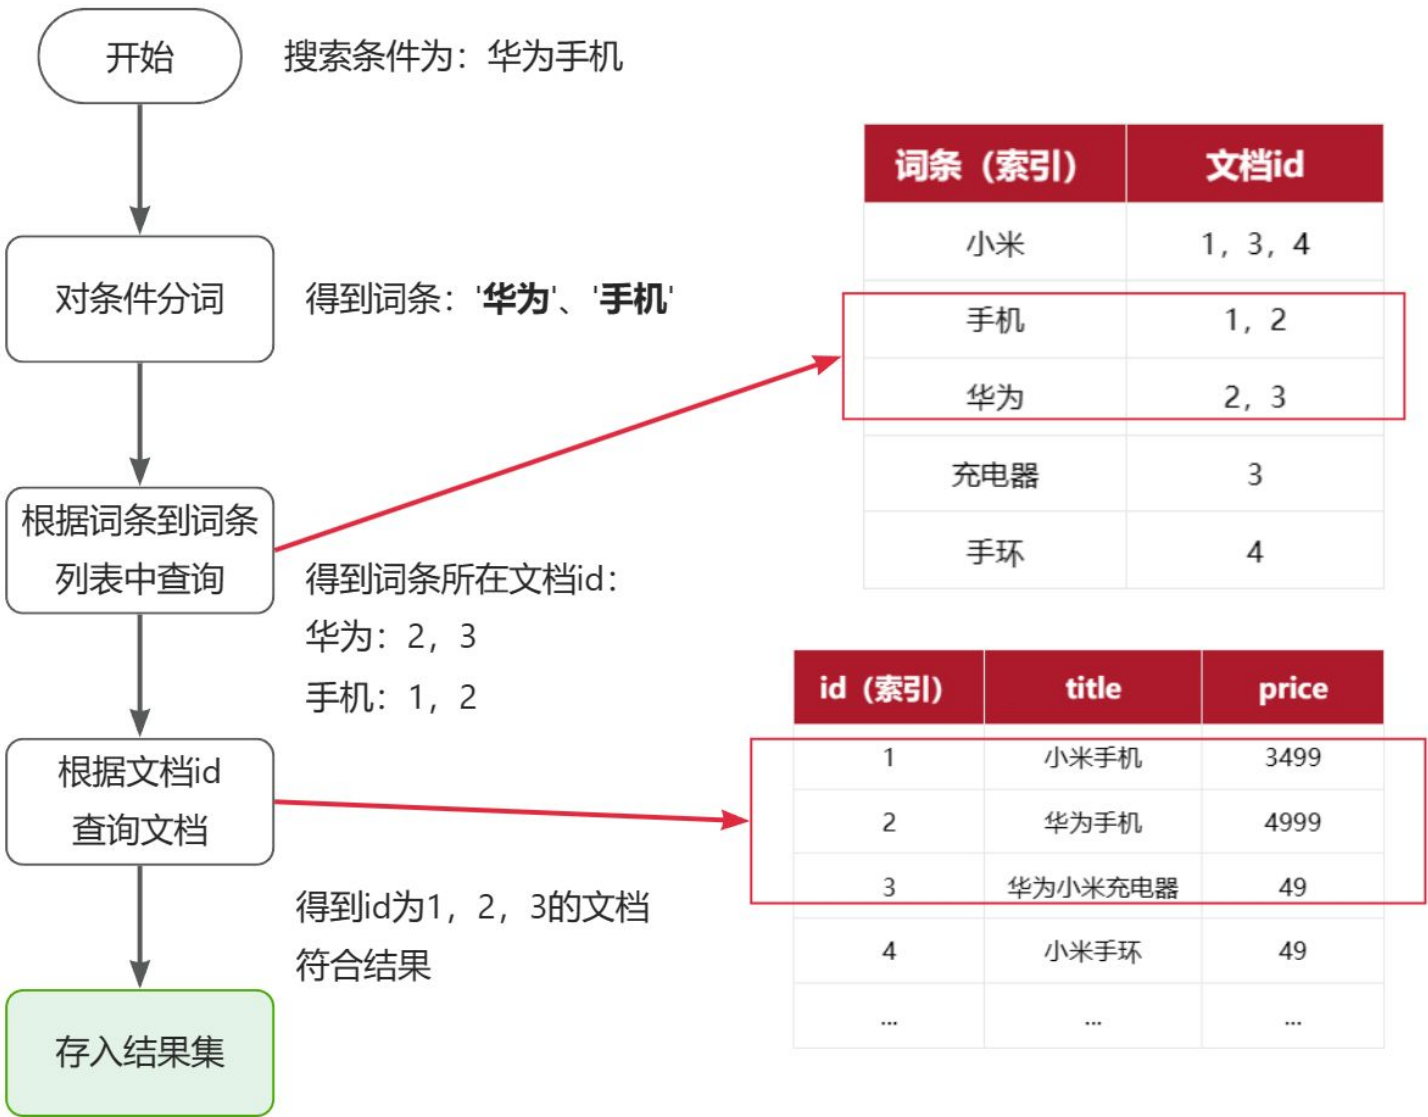 开始
搜索条件为：华为手机
对条件分词
得到词条：'华为'、'手机'
根据词条到词条
列表中查询
得到词条所在文档id：
华为：2，3
手机：1，2
根据文档id
查询文档
得到id为1，2，3的文档
符合结果
存入结果集
词条（索引） 文档id
小米 1，3，4
手机 1，2
华为 2，3
充电器 3
手环 4
id（索引） title price
1 小米手机 3499
2 华为手机 4999
3 华为小米充电器 49
4 小米手环 49
... ... ...